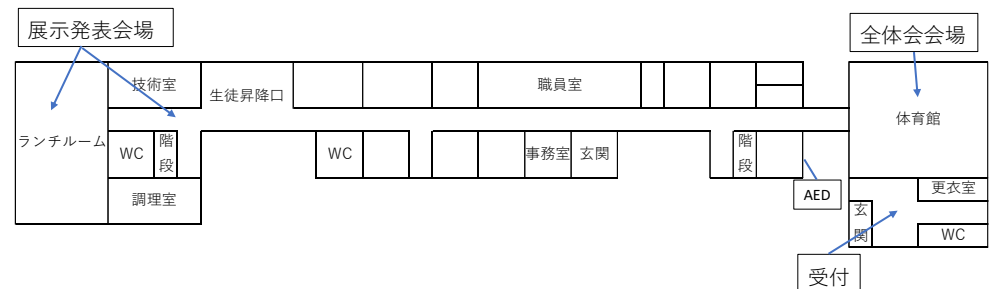 展示発表会場
全体会会場
技術室
生徒昇降口
職員室
体育館
ランチルーム
WC
階段
WC
事務室
玄関
階段
調理室
AED
更衣室
玄関
WC
受付